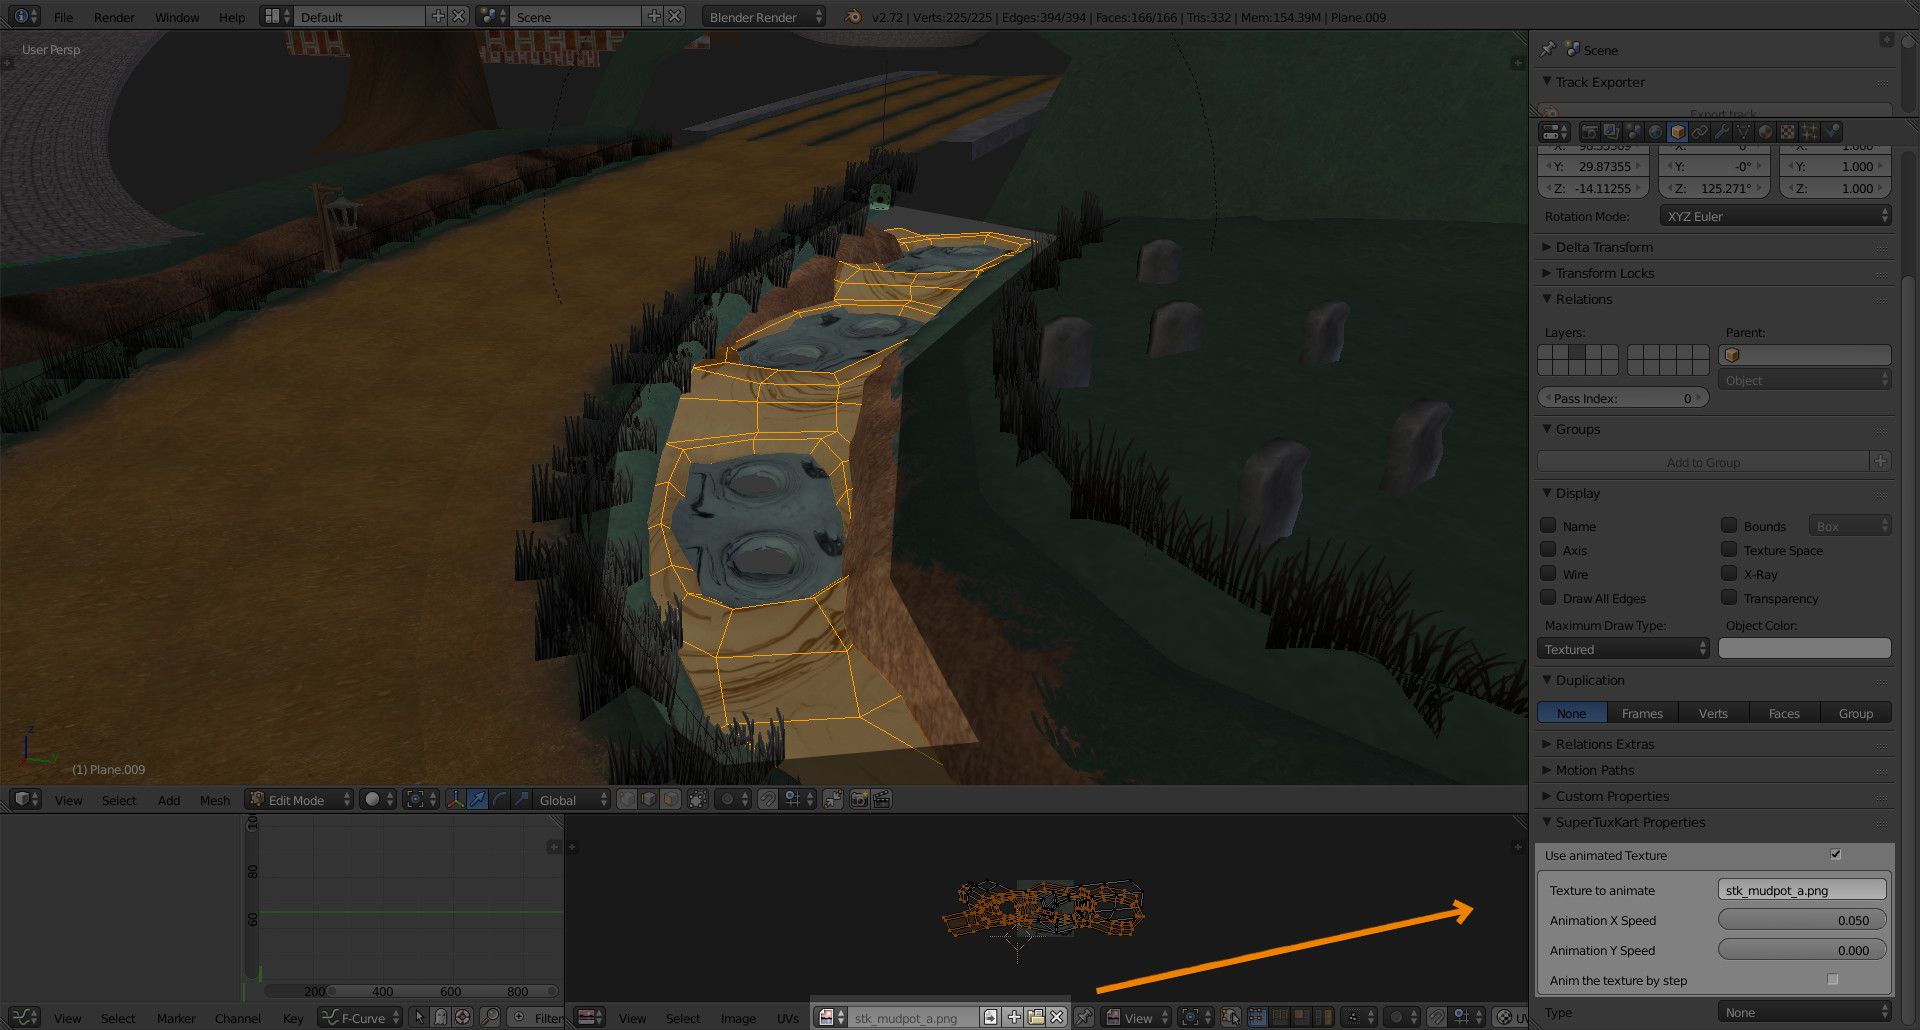 File Render Window Help Default Scene Blender Render v2.72 | Verts:225/225 | Edges:394/394 | Faces:166/166 | Tris:332 | Mem:154.39M | Plane.009
User Persp
(1) Plane.009
z
y
View Select Add Mesh Edit Mode Global
80
60
200 400 600 800
View Select Marker Channel Key F-Curve Filter
View Select Image UVs stk_mudpot_a.png View
Scene
Track Exporter
Export track
Y: 29.87355 Y: -0° Y: 1.000
Z: -14.11255 Z: 125.271° Z: 1.000
Rotation Mode: XYZ Euler
Delta Transform
Transform Locks
Relations
Layers: Parent:
Object
Pass Index: 0
Groups
Add to Group
Display
Name Bounds Box
Axis Texture Space
Wire X-Ray
Draw All Edges Transparency
Maximum Draw Type: Object Color:
Textured
Duplication
None Frames Verts Faces Group
Relations Extras
Motion Paths
Custom Properties
SuperTuxKart Properties
Use animated Texture
Texture to animate stk_mudpot_a.png
Animation X Speed 0.050
Animation Y Speed 0.000
Anim the texture by step
Type None